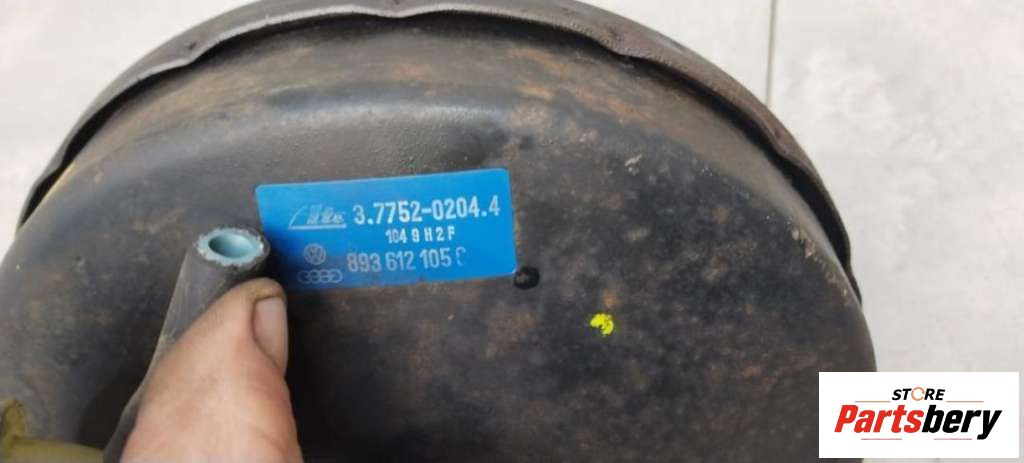 Ate 3.7752-0204.4
104 9 H 2 F
893 612 105
STORE
Partsbery